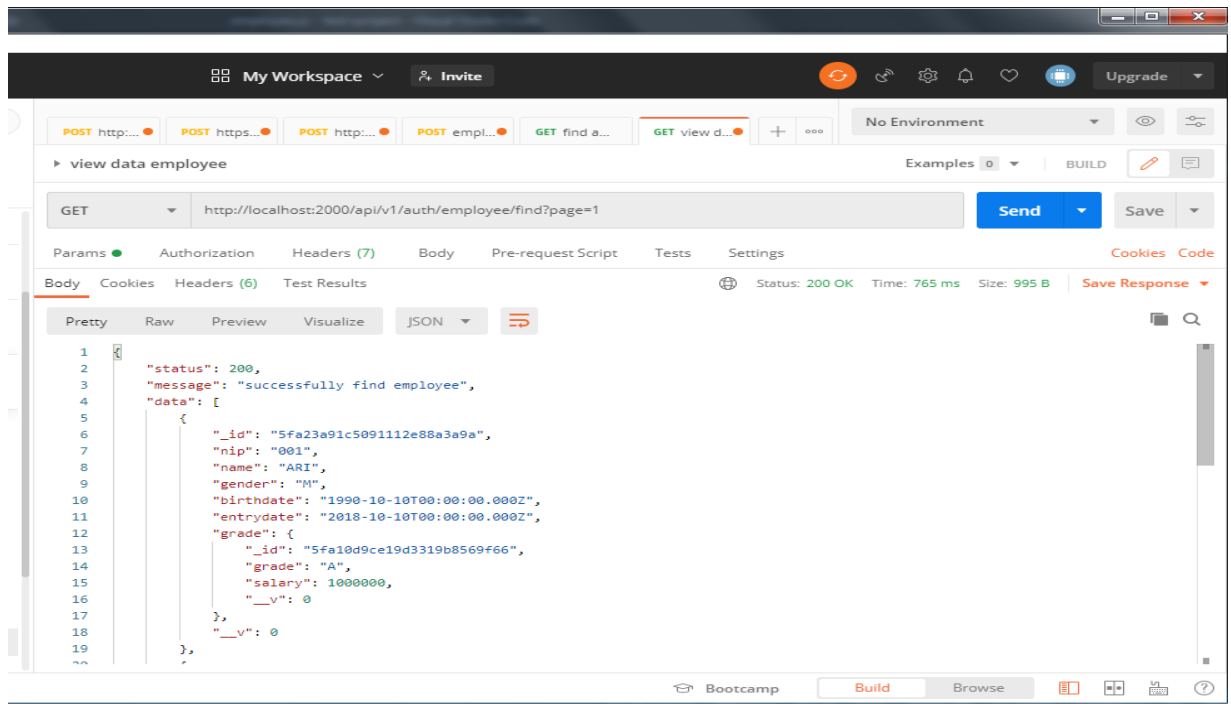 My Workspace Invite Upgrade
POST http:... POST https... POST http:... POST empl... GET find a... GET view d... No Environment
view data employee Examples 0 BUILD
GET http://localhost:2000/api/v1/auth/employee/find?page=1 Send Save
Params Authorization Headers (7) Body Pre-request Script Tests Settings Cookies Code
Body Cookies Headers (6) Test Results Status: 200 OK Time: 765 ms Size: 995 B Save Response
Pretty Raw Preview Visualize JSON
1 {
2 "status": 200,
3 "message": "successfully find employee",
4 "data": [
5 {
6 "_id": "5fa23a91c5091112e88a3a9a",
7 "nip": "001",
8 "name": "ARI",
9 "gender": "M",
10 "birthdate": "1990-10-10T00:00:00.000Z",
11 "entrydate": "2018-10-10T00:00:00.000Z",
12 "grade": {
13 "_id": "5fa10d9ce19d3319b8569f66",
14 "grade": "A",
15 "salary": 1000000,
16 "__v": 0
17 },
18 "__v": 0
19 },
Bootcamp Build Browse